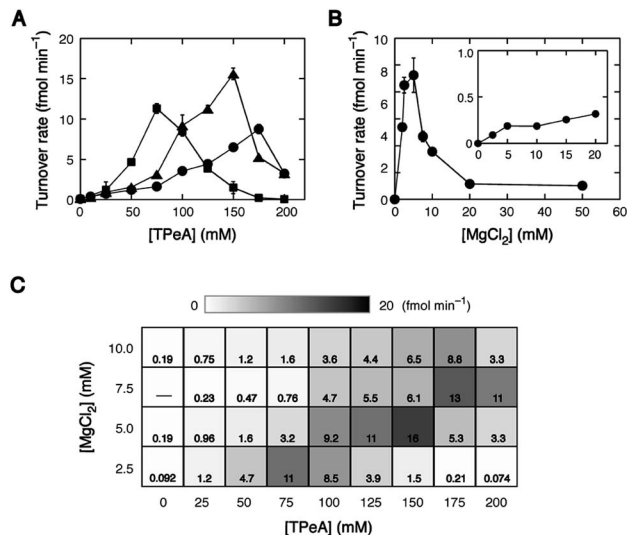 A
B
Turnover rate (fmol min−1)
20
15
10
5
0
0
50
100
150
200
[TPeA] (mM)
Turnover rate (fmol min−1)
10
8
6
4
2
0
0
10
20
30
40
50
60
[MgCl2] (mM)
1.0
0.5
0
0
5
10
15
20
C
0
20
(fmol min−1)
[MgCl2] (mM)
10.0 0.19 0.75 1.2 1.6 3.6 4.4 6.5 8.8 3.3
7.5 — 0.23 0.47 0.76 4.7 5.5 6.1 13 11
5.0 0.19 0.96 1.6 3.2 9.2 11 16 5.3 3.3
2.5 0.092 1.2 4.7 11 8.5 3.9 1.5 0.21 0.074
0 25 50 75 100 125 150 175 200
[TPeA] (mM)